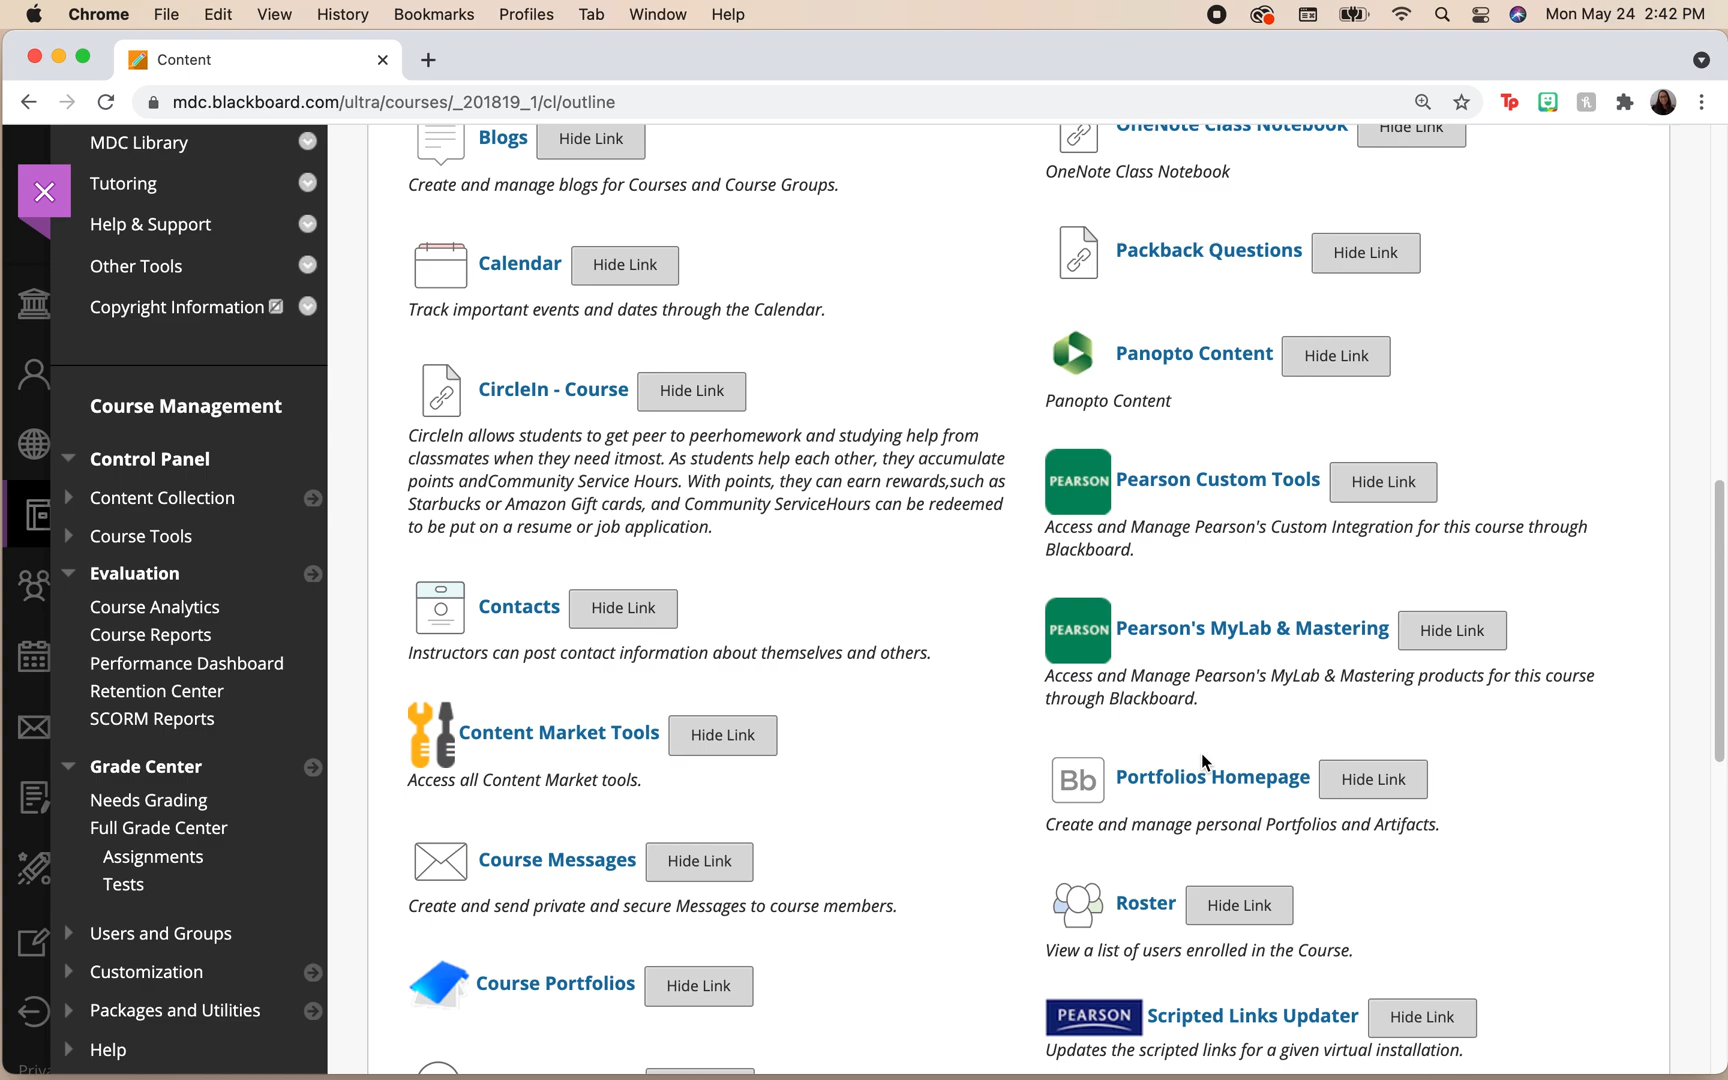 Chrome File Edit View History Bookmarks Profiles Tab Window Help Mon May 24 2:42 PM
Content
mdc.blackboard.com/ultra/courses/_201819_1/cl/outline
MDC Library
Tutoring
Help & Support
Other Tools
Copyright Information
Course Management
Control Panel
Content Collection
Course Tools
Evaluation
Course Analytics
Course Reports
Performance Dashboard
Retention Center
SCORM Reports
Grade Center
Needs Grading
Full Grade Center
Assignments
Tests
Users and Groups
Customization
Packages and Utilities
Help
Blogs Hide Link
Create and manage blogs for Courses and Course Groups.
Calendar Hide Link
Track important events and dates through the Calendar.
CircleIn - Course Hide Link
CircleIn allows students to get peer to peerhomework and studying help from
classmates when they need itmost. As students help each other, they accumulate
points andCommunity Service Hours. With points, they can earn rewards,such as
Starbucks or Amazon Gift cards, and Community ServiceHours can be redeemed
to be put on a resume or job application.
Contacts Hide Link
Instructors can post contact information about themselves and others.
Content Market Tools Hide Link
Access all Content Market tools.
Course Messages Hide Link
Create and send private and secure Messages to course members.
Course Portfolios Hide Link
OneNote Class Notebook Hide Link
OneNote Class Notebook
Packback Questions Hide Link
Panopto Content Hide Link
Panopto Content
PEARSON Pearson Custom Tools Hide Link
Access and Manage Pearson's Custom Integration for this course through
Blackboard.
PEARSON Pearson's MyLab & Mastering Hide Link
Access and Manage Pearson's MyLab & Mastering products for this course
through Blackboard.
Bb Portfolios Homepage Hide Link
Create and manage personal Portfolios and Artifacts.
Roster Hide Link
View a list of users enrolled in the Course.
PEARSON Scripted Links Updater Hide Link
Updates the scripted links for a given virtual installation.